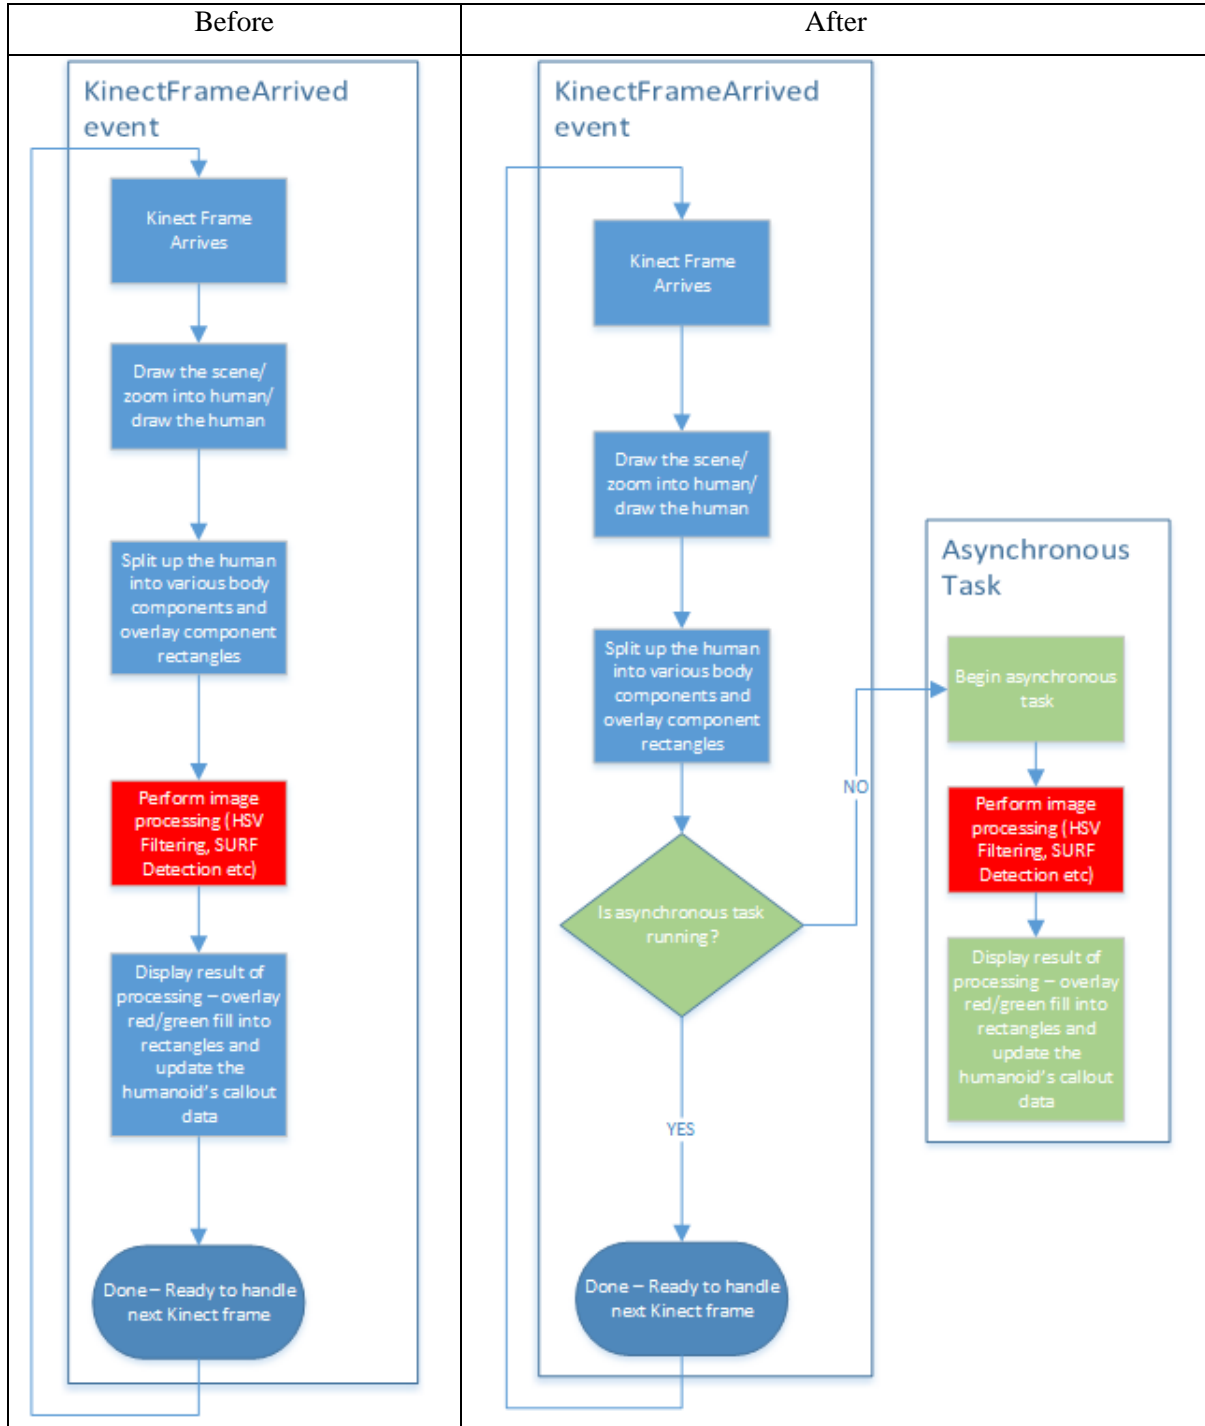 Before
After
KinectFrameArrived
event
Kinect Frame
Arrives
Draw the scene/
zoom into human/
draw the human
Split up the human
into various body
components and
overlay component
rectangles
Perform image
processing (HSV
Filtering, SURF
Detection etc)
Display result of
processing – overlay
red/green fill into
rectangles and
update the
humanoid's callout
data
Done – Ready to handle
next Kinect frame
KinectFrameArrived
event
Kinect Frame
Arrives
Draw the scene/
zoom into human/
draw the human
Split up the human
into various body
components and
overlay component
rectangles
Is asynchronous task
running?
NO
YES
Done – Ready to handle
next Kinect frame
Asynchronous
Task
Begin asynchronous
task
Perform image
processing (HSV
Filtering, SURF
Detection etc)
Display result of
processing – overlay
red/green fill into
rectangles and
update the
humanoid's callout
data